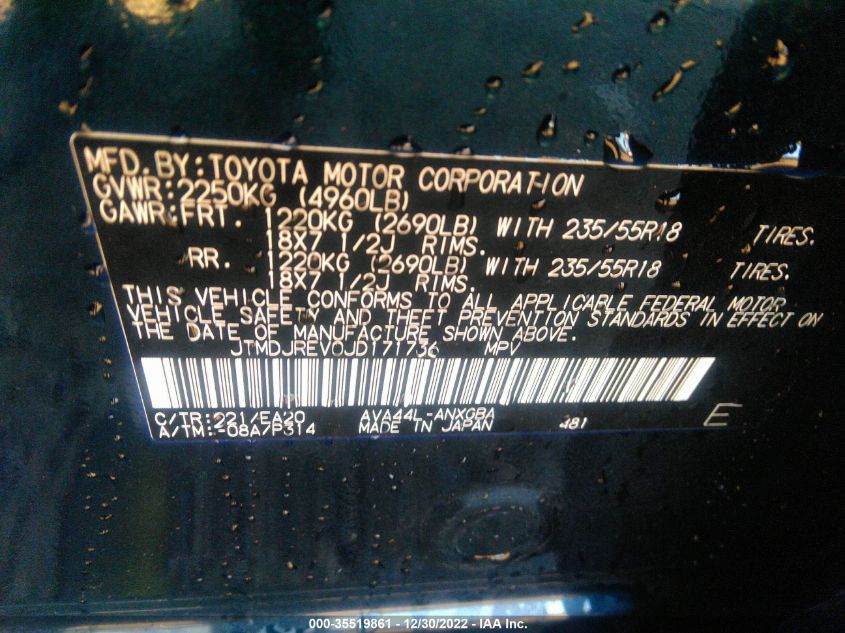 MFD.BY:TOYOTA MOTOR CORPORATION
GVWR:2250KG (4960LB)
GAWR:FRT. 1220KG (2690LB) WITH 235/55R18 TIRES.
18X7 1/2J RIMS.
RR. 1220KG (2690LB) WITH 235/55R18 TIRES.
18X7 1/2J RIMS.
THIS VEHICLE CONFORMS TO ALL APPLICABLE FEDERAL MOTOR
VEHICLE SAFETY AND THEFT PREVENTION STANDARDS IN EFFECT ON
THE DATE OF MANUFACTURE SHOWN ABOVE.
JTMDJREV0JD171736 MPV
C/TR:221/EA20 AVA44L-ANXGBA
A/TM:-08A/P314 MADE IN JAPAN 481 E
000-35519861 - 12/30/2022 - IAA Inc.